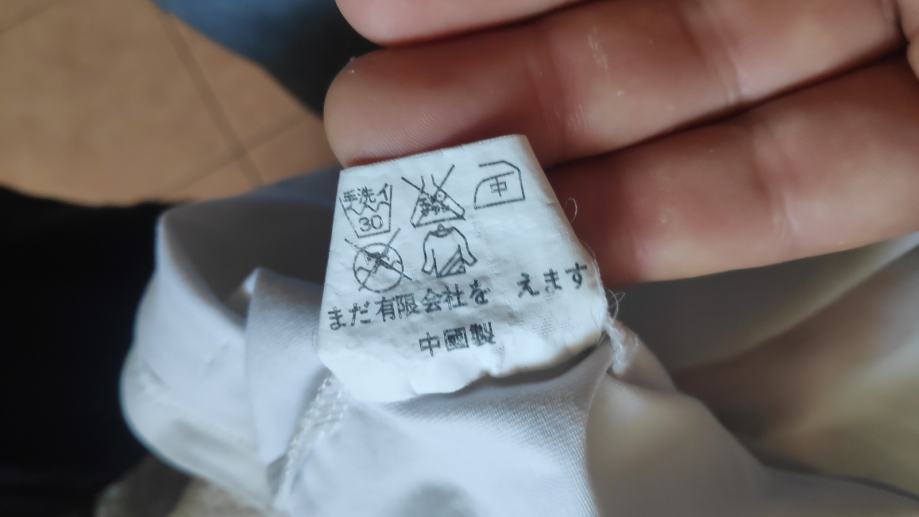 手洗イ
30
中
まだ有限会社を えます
中國製